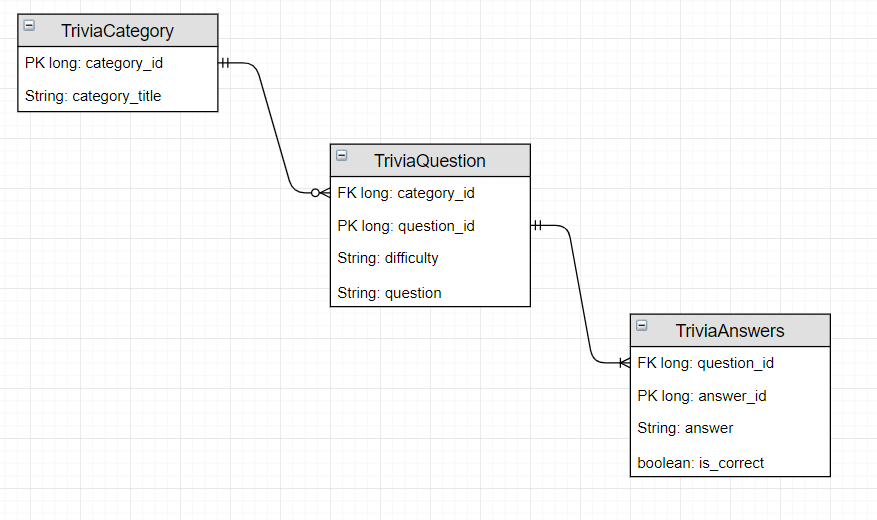 TriviaCategory
PK long: category_id
String: category_title
TriviaQuestion
FK long: category_id
PK long: question_id
String: difficulty
String: question
TriviaAnswers
FK long: question_id
PK long: answer_id
String: answer
boolean: is_correct